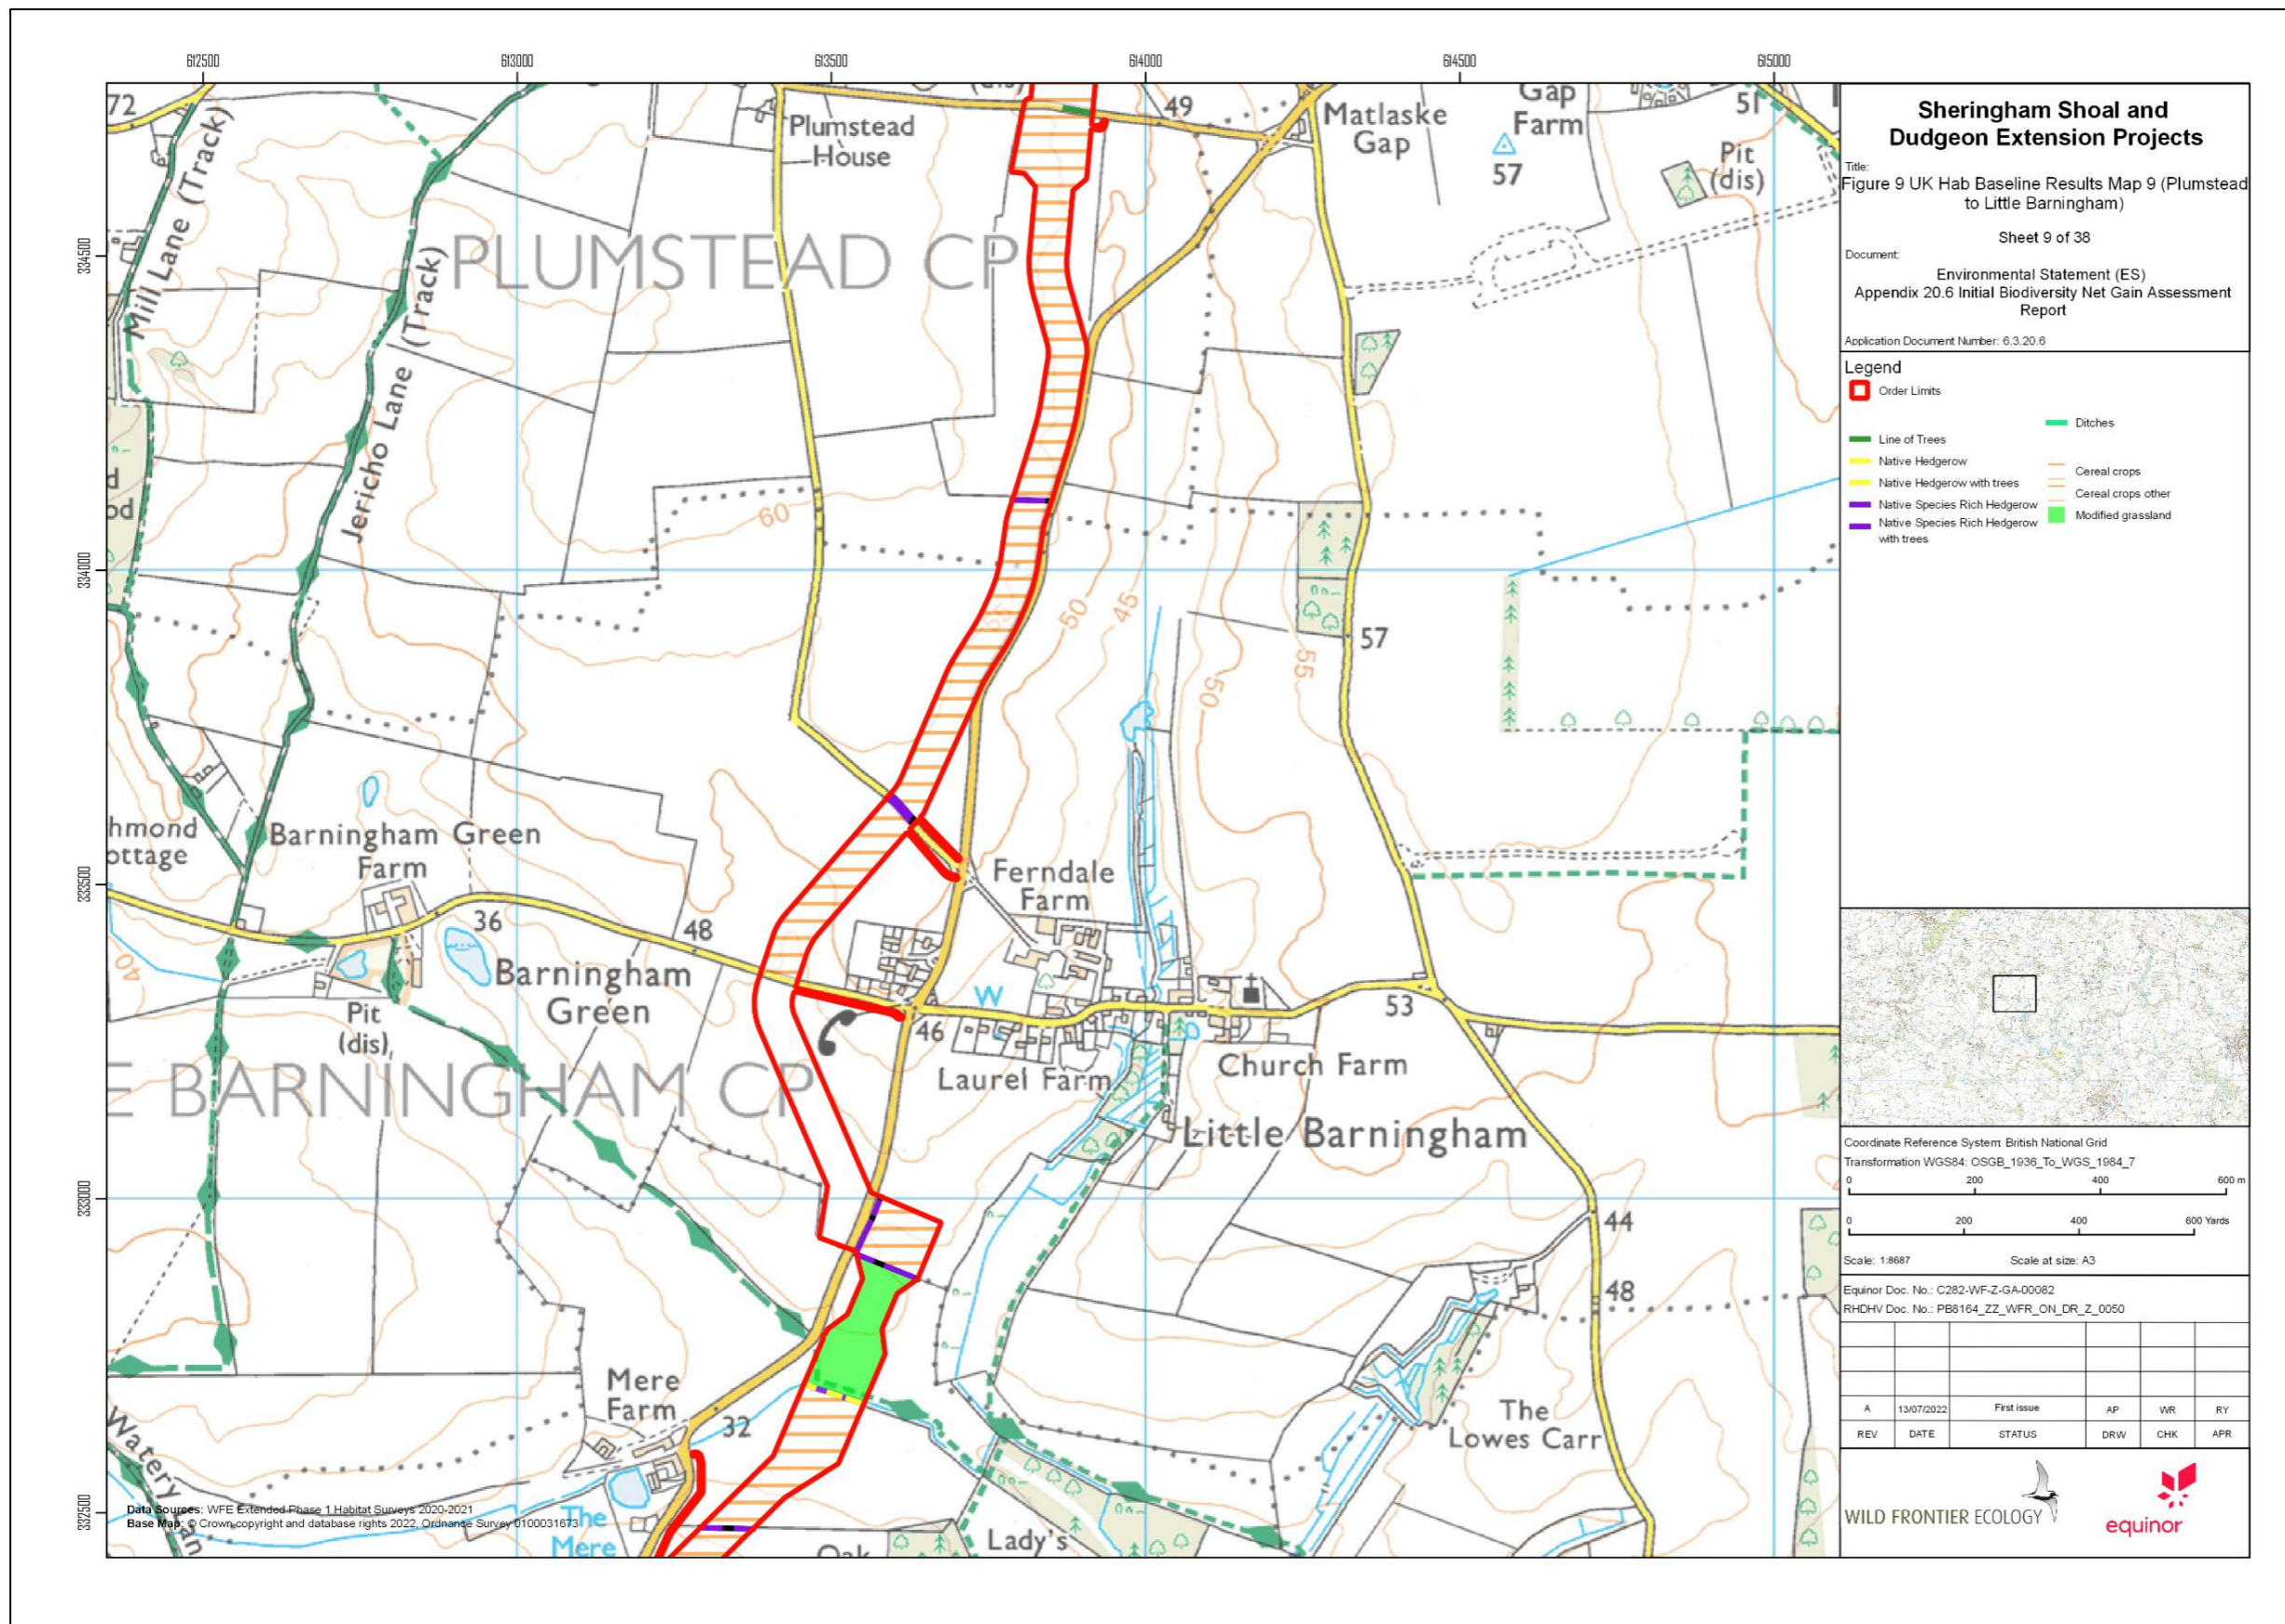 612500
613000
613500
614000
614500
615000
334500
334000
333500
333000
332500
72
Plumstead
House
49
Matlaske
Gap
Gap
Farm
57
51
Pit
(dis)
(dis)
Mill Lane (Track)
Jericho Lane (Track)
PLUMSTEAD CP
60
55
50
45
50
55
57
hmond
ottage
Barningham Green
Farm
36
48
40
Barningham
Green
Pit
(dis)
Ferndale
Farm
W
46
53
Laurel Farm
Church Farm
E BARNINGHAM CP
Little Barningham
44
48
Mere
Farm
32
The
Lowes Carr
The
Mere
Oak
Lady's
Data Sources: WFE Extended Phase 1 Habitat Surveys 2020-2021
Base Map: © Crown copyright and database rights 2022, Ordnance Survey 0100031673
Sheringham Shoal and
Dudgeon Extension Projects
Title:
Figure 9 UK Hab Baseline Results Map 9 (Plumstead
to Little Barningham)
Sheet 9 of 38
Document:
Environmental Statement (ES)
Appendix 20.6 Initial Biodiversity Net Gain Assessment
Report
Application Document Number: 6.3.20.6
Legend
Order Limits
Line of Trees
Native Hedgerow
Native Hedgerow with trees
Native Species Rich Hedgerow
Native Species Rich Hedgerow
with trees
Ditches
Cereal crops
Cereal crops other
Modified grassland
Coordinate Reference System: British National Grid
Transformation WGS84: OSGB_1936_To_WGS_1984_7
0 200 400 600 m
0 200 400 600 Yards
Scale: 1:8687 Scale at size: A3
Equinor Doc. No.: C282-WF-Z-GA-00082
RHDHV Doc. No.: PB8164_ZZ_WFR_ON_DR_Z_0050
A 13/07/2022 First issue AP WR RY
REV DATE STATUS DRW CHK APR
WILD FRONTIER ECOLOGY
equinor